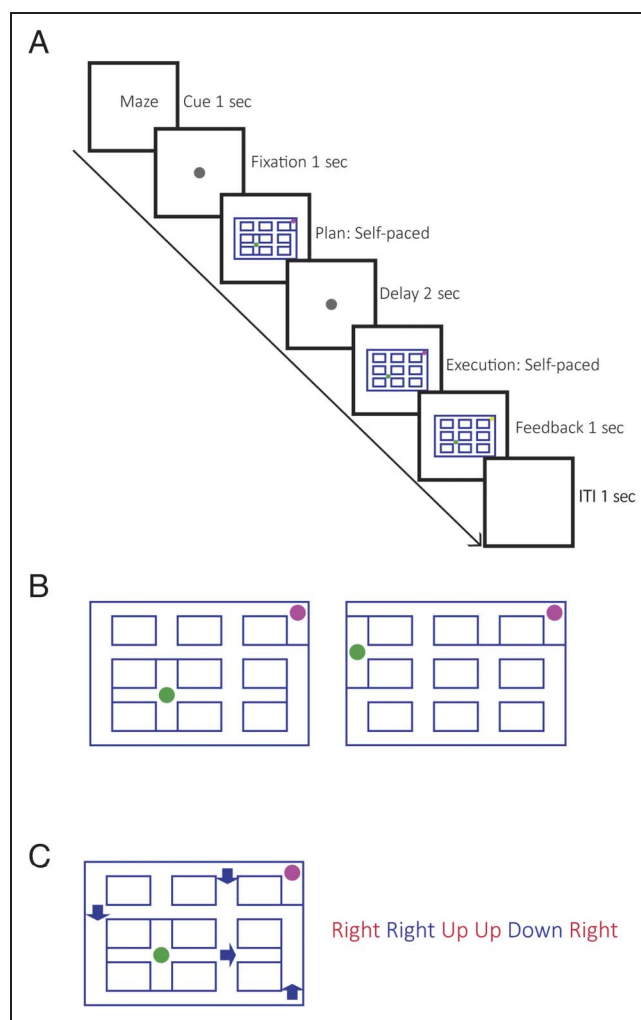 A
Maze
Cue 1 sec
Fixation 1 sec
Plan: Self-paced
Delay 2 sec
Execution: Self-paced
Feedback 1 sec
ITI 1 sec
B
C
Right Right Up Up Down Right